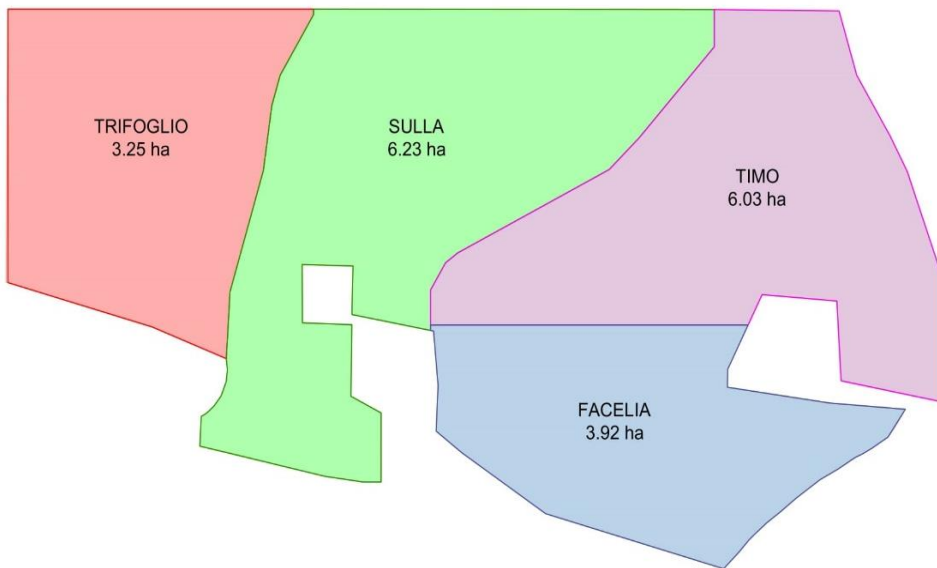 TRIFOGLIO
3.25 ha
SULLA
6.23 ha
TIMO
6.03 ha
FACELIA
3.92 ha